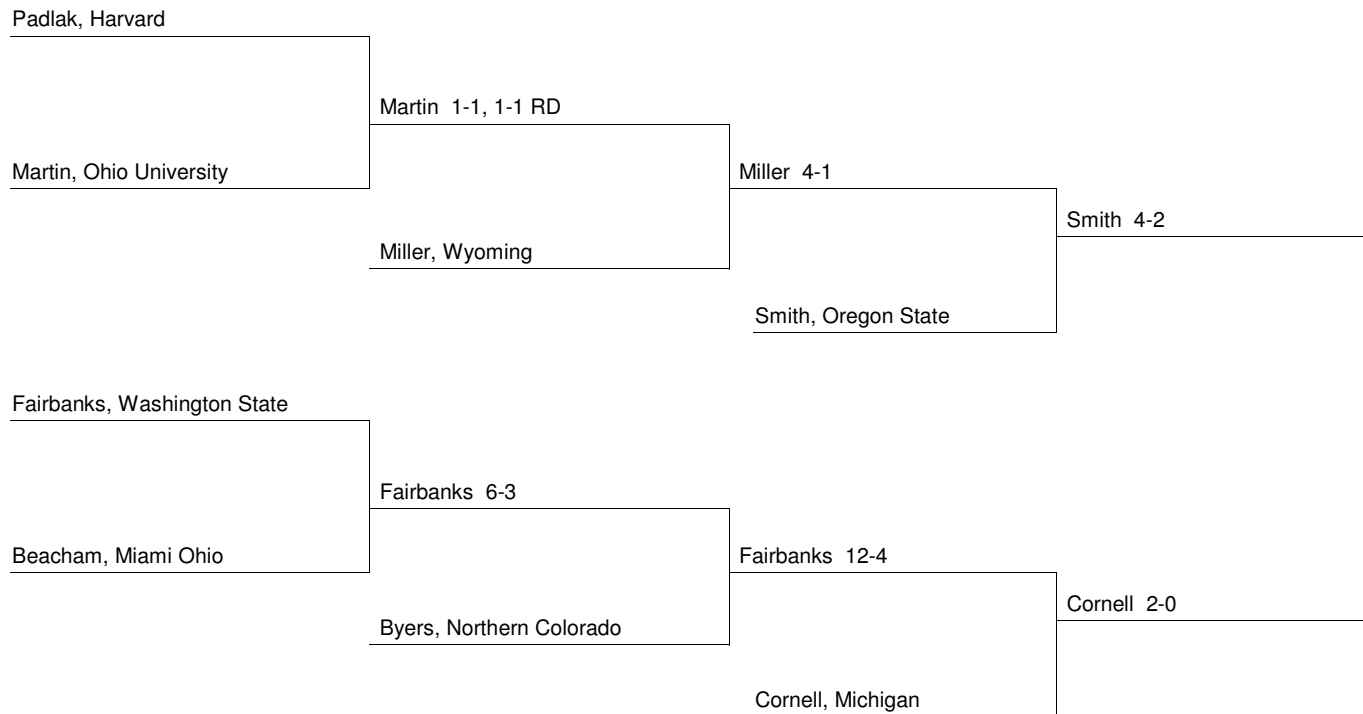 Padlak, Harvard
Martin 1-1, 1-1 RD
Martin, Ohio University
Miller 4-1
Smith 4-2
Miller, Wyoming
Smith, Oregon State
Fairbanks, Washington State
Fairbanks 6-3
Beacham, Miami Ohio
Fairbanks 12-4
Cornell 2-0
Byers, Northern Colorado
Cornell, Michigan